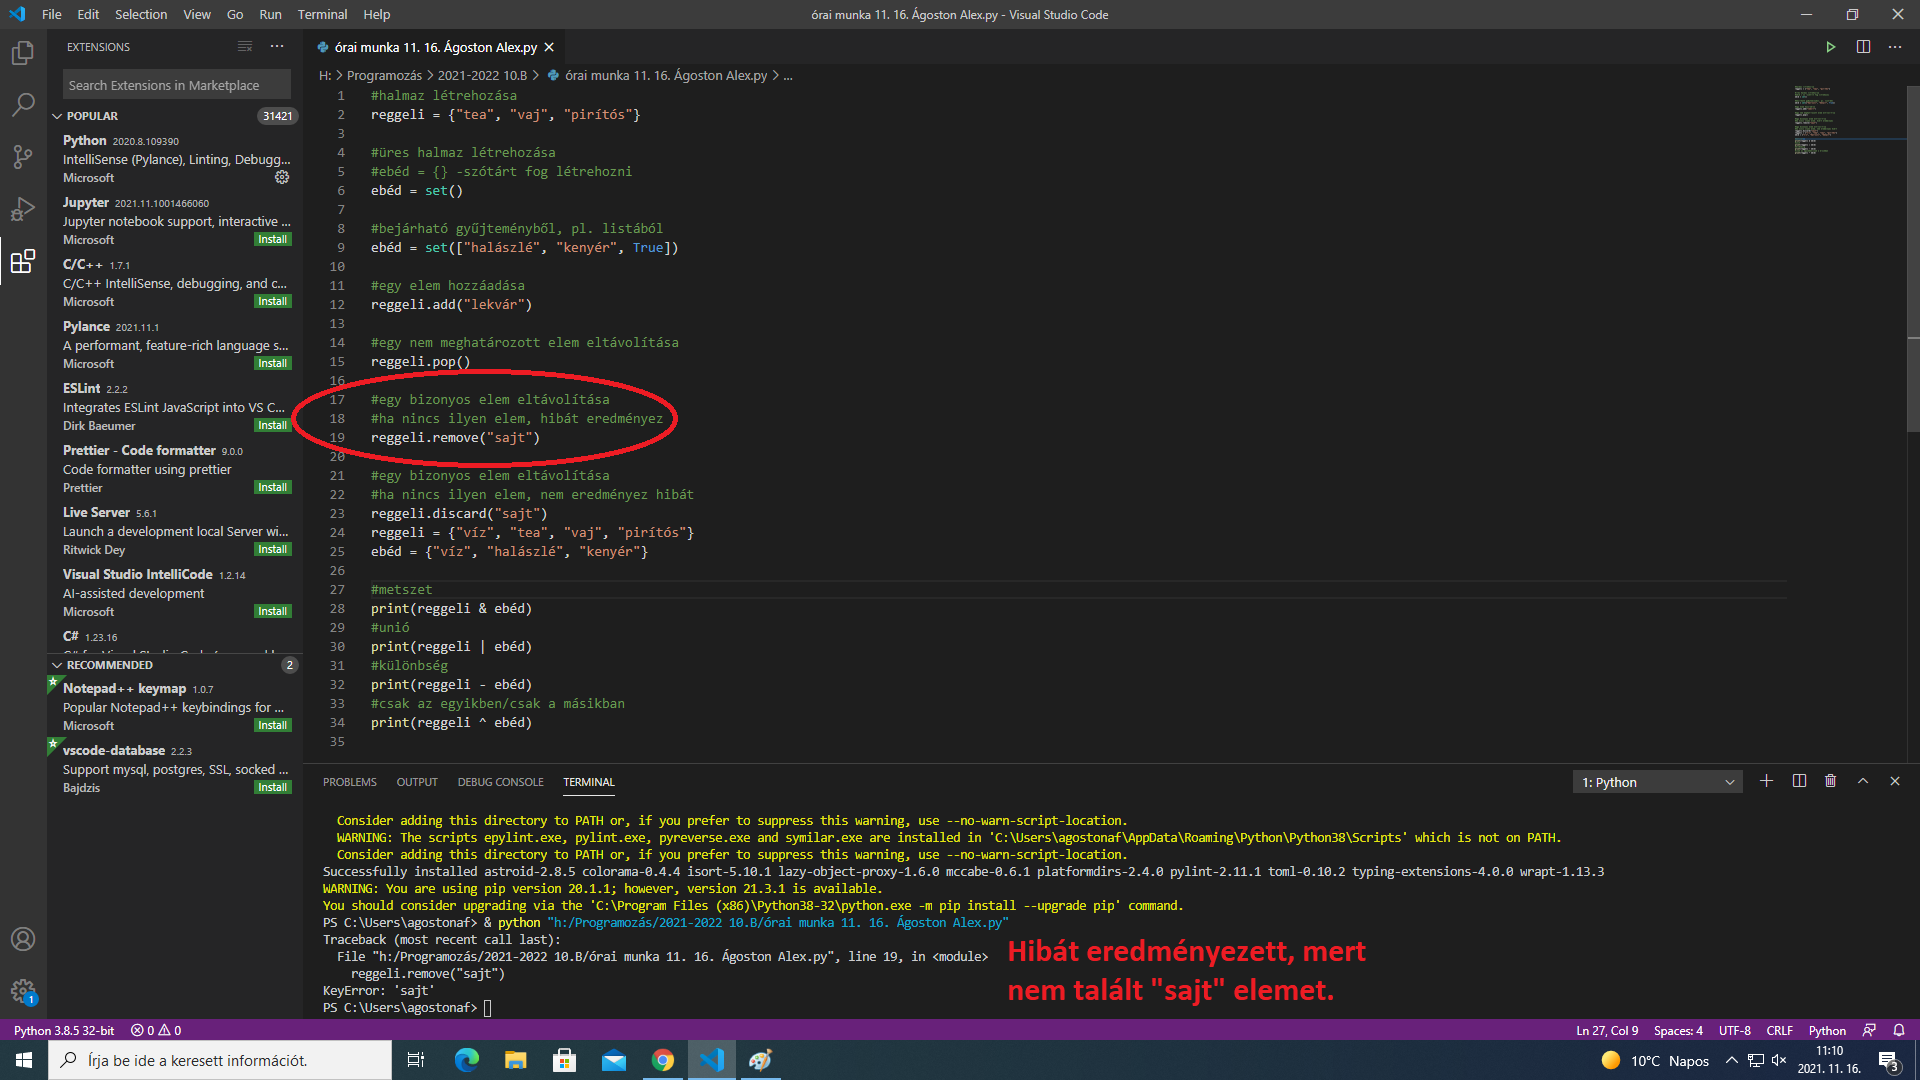 File Edit Selection View Go Run Terminal Help
órai munka 11. 16. Ágoston Alex.py - Visual Studio Code
EXTENSIONS
Search Extensions in Marketplace
POPULAR 31421
Python 2020.8.109390
IntelliSense (Pylance), Linting, Debugg...
Microsoft
Jupyter 2021.11.1001466060
Jupyter notebook support, interactive ...
Microsoft Install
C/C++ 1.7.1
C/C++ IntelliSense, debugging, and c...
Microsoft Install
Pylance 2021.11.1
A performant, feature-rich language s...
Microsoft Install
ESLint 2.2.2
Integrates ESLint JavaScript into VS C...
Dirk Baeumer Install
Prettier - Code formatter 9.0.0
Code formatter using prettier
Prettier Install
Live Server 5.6.1
Launch a development local Server wi...
Ritwick Dey Install
Visual Studio IntelliCode 1.2.14
AI-assisted development
Microsoft Install
C# 1.23.16
RECOMMENDED 2
Notepad++ keymap 1.0.7
Popular Notepad++ keybindings for ...
Microsoft Install
vscode-database 2.2.3
Support mysql, postgres, SSL, socked ...
Bajdzis Install
órai munka 11. 16. Ágoston Alex.py
H: > Programozás > 2021-2022 10.B > órai munka 11. 16. Ágoston Alex.py > ...
1 #halmaz létrehozása
2 reggeli = {"tea", "vaj", "pirítós"}
3
4 #üres halmaz létrehozása
5 #ebéd = {} -szótárt fog létrehozni
6 ebéd = set()
7
8 #bejárható gyűjteményből, pl. listából
9 ebéd = set(["halászlé", "kenyér", True])
10
11 #egy elem hozzáadása
12 reggeli.add("lekvár")
13
14 #egy nem meghatározott elem eltávolítása
15 reggeli.pop()
16
17 #egy bizonyos elem eltávolítása
18 #ha nincs ilyen elem, hibát eredményez
19 reggeli.remove("sajt")
20
21 #egy bizonyos elem eltávolítása
22 #ha nincs ilyen elem, nem eredményez hibát
23 reggeli.discard("sajt")
24 reggeli = {"víz", "tea", "vaj", "pirítós"}
25 ebéd = {"víz", "halászlé", "kenyér"}
26
27 #metszet
28 print(reggeli & ebéd)
29 #unió
30 print(reggeli | ebéd)
31 #különbség
32 print(reggeli - ebéd)
33 #csak az egyikben/csak a másikban
34 print(reggeli ^ ebéd)
35
PROBLEMS OUTPUT DEBUG CONSOLE TERMINAL
1: Python
Consider adding this directory to PATH or, if you prefer to suppress this warning, use --no-warn-script-location.
WARNING: The scripts epylint.exe, pylint.exe, pyreverse.exe and symilar.exe are installed in 'C:\Users\agostonaf\AppData\Roaming\Python\Python38\Scripts' which is not on PATH.
Consider adding this directory to PATH or, if you prefer to suppress this warning, use --no-warn-script-location.
Successfully installed astroid-2.8.5 colorama-0.4.4 isort-5.10.1 lazy-object-proxy-1.6.0 mccabe-0.6.1 platformdirs-2.4.0 pylint-2.11.1 toml-0.10.2 typing-extensions-4.0.0 wrapt-1.13.3
WARNING: You are using pip version 20.1.1; however, version 21.3.1 is available.
You should consider upgrading via the 'C:\Program Files (x86)\Python38-32\python.exe -m pip install --upgrade pip' command.
PS C:\Users\agostonaf> & python "h:/Programozás/2021-2022 10.B/órai munka 11. 16. Ágoston Alex.py"
Traceback (most recent call last):
File "h:/Programozás/2021-2022 10.B/órai munka 11. 16. Ágoston Alex.py", line 19, in <module>
reggeli.remove("sajt")
KeyError: 'sajt'
PS C:\Users\agostonaf>
Hibát eredményezett, mert
nem talált "sajt" elemet.
1
Python 3.8.5 32-bit 0 0
Ln 27, Col 9 Spaces: 4 UTF-8 CRLF Python
Írja be ide a keresett információt.
10°C Napos
11:10
2021. 11. 16.
3